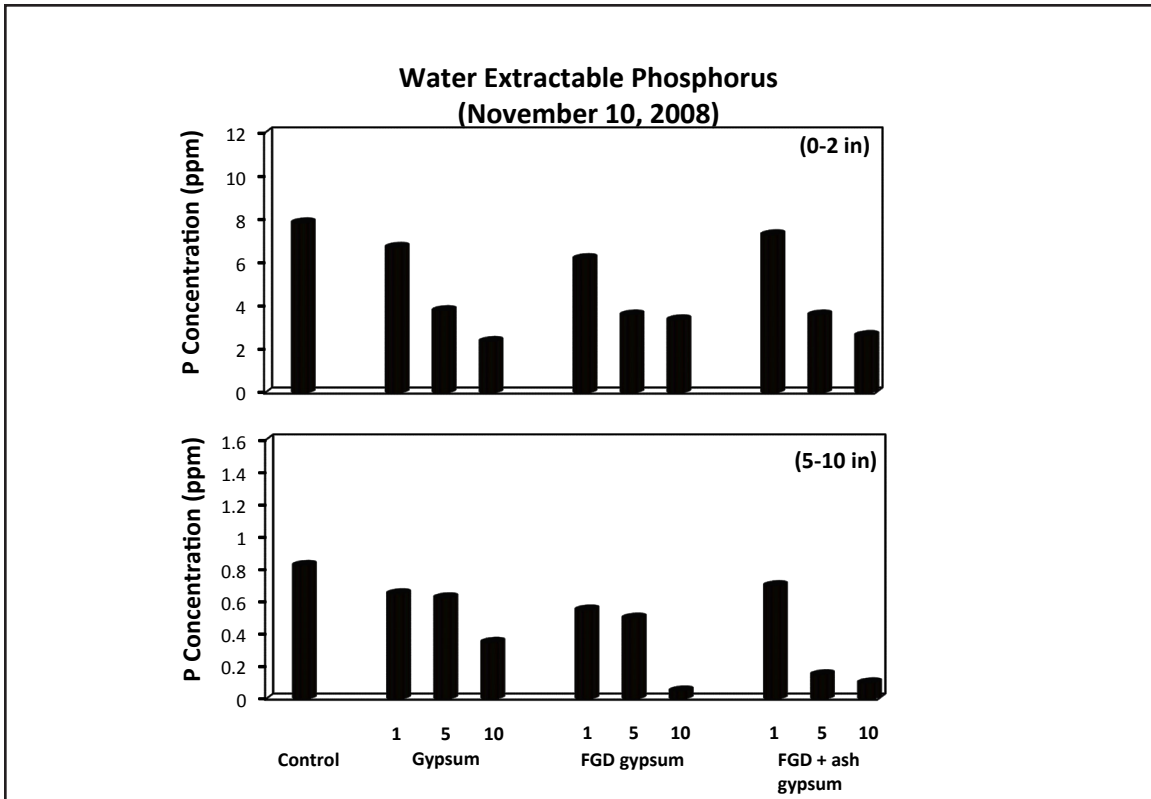 Water Extractable Phosphorus
(November 10, 2008)
(0-2 in)
P Concentration (ppm)
12
10
8
6
4
2
0
(5-10 in)
P Concentration (ppm)
1.6
1.4
1.2
1
0.8
0.6
0.4
0.2
0
1 5 10 1 5 10 1 5 10
Control Gypsum FGD gypsum FGD + ash
gypsum